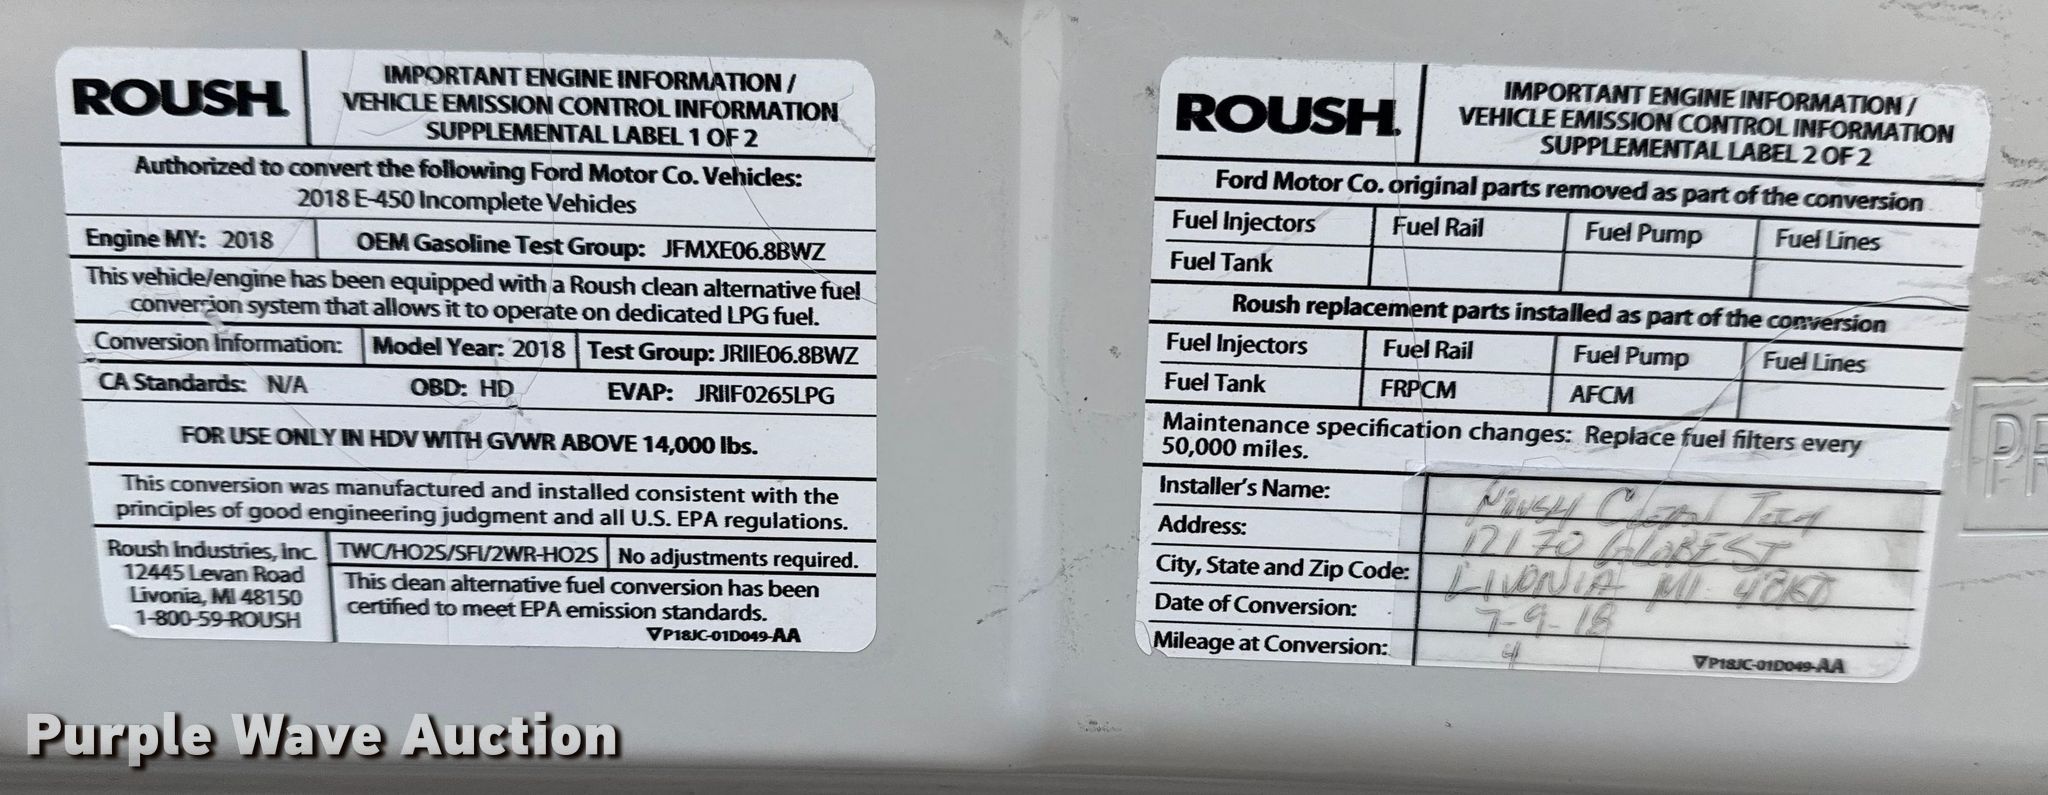 ROUSH
IMPORTANT ENGINE INFORMATION /
VEHICLE EMISSION CONTROL INFORMATION
SUPPLEMENTAL LABEL 1 OF 2
Authorized to convert the following Ford Motor Co. Vehicles:
2018 E-450 Incomplete Vehicles
Engine MY: 2018
OEM Gasoline Test Group: JFMXE06.8BWZ
This vehicle/engine has been equipped with a Roush clean alternative fuel
conversion system that allows it to operate on dedicated LPG fuel.
Conversion Information: Model Year: 2018 Test Group: JRIIE06.8BWZ
CA Standards: N/A OBD: HD EVAP: JRIIF0265LPG
FOR USE ONLY IN HDV WITH GVWR ABOVE 14,000 lbs.
This conversion was manufactured and installed consistent with the
principles of good engineering judgment and all U.S. EPA regulations.
Roush Industries, Inc.
12445 Levan Road
Livonia, MI 48150
1-800-59-ROUSH
TWC/HO2S/SFI/2WR-HO2S No adjustments required.
This clean alternative fuel conversion has been
certified to meet EPA emission standards.
P18JC-01D049-AA
ROUSH
IMPORTANT ENGINE INFORMATION /
VEHICLE EMISSION CONTROL INFORMATION
SUPPLEMENTAL LABEL 2 OF 2
Ford Motor Co. original parts removed as part of the conversion
Fuel Injectors Fuel Rail Fuel Pump Fuel Lines
Fuel Tank
Roush replacement parts installed as part of the conversion
Fuel Injectors Fuel Rail Fuel Pump Fuel Lines
Fuel Tank FRPCM AFCM
Maintenance specification changes: Replace fuel filters every
50,000 miles.
Installer's Name: Roush Clean Tech
Address: 12170 GLOBE ST
City, State and Zip Code: LIVONIA MI 48150
Date of Conversion: 7-9-18
Mileage at Conversion: 4
P18JC-01D049-AA
Purple Wave Auction